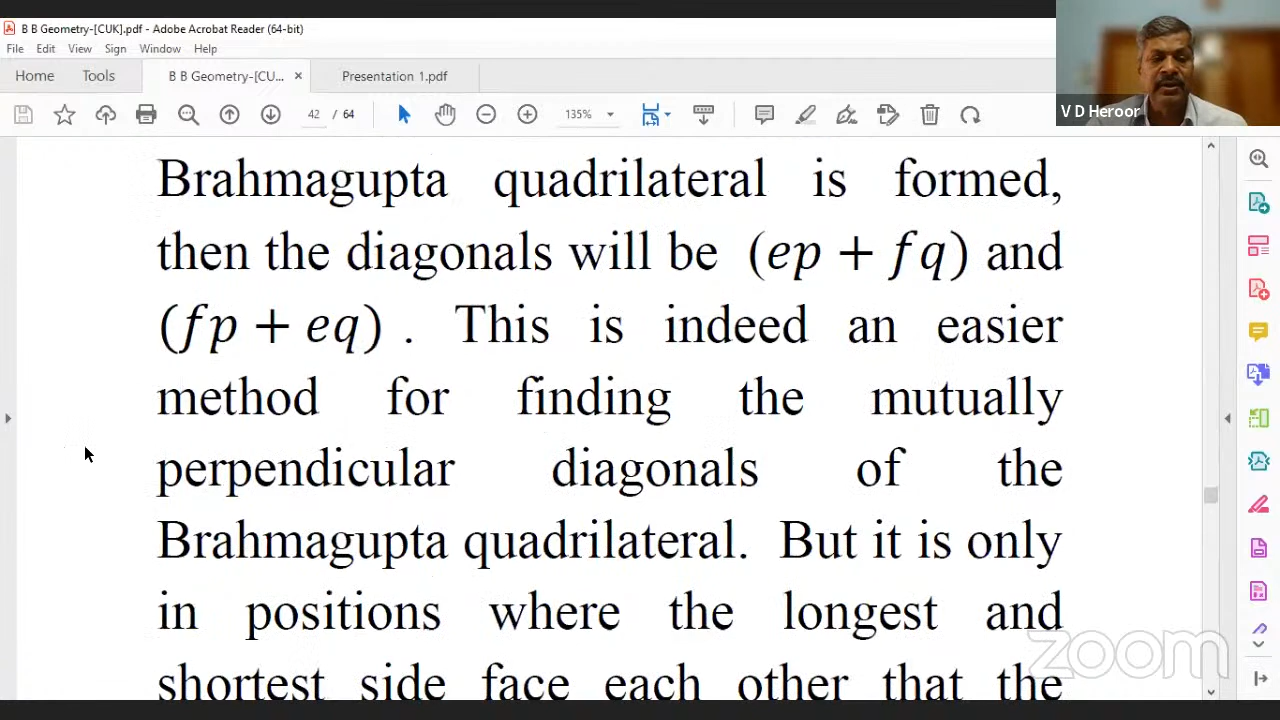 B B Geometry-[CUK].pdf - Adobe Acrobat Reader (64-bit)
File Edit View Sign Window Help
Home Tools B B Geometry-[CU... × Presentation 1.pdf
42 / 64 135%
V D Heroor
Brahmagupta quadrilateral is formed,
then the diagonals will be (ep + fq) and
(fp + eq) . This is indeed an easier
method for finding the mutually
perpendicular diagonals of the
Brahmagupta quadrilateral. But it is only
in positions where the longest and
shortest side face each other that the
zoom